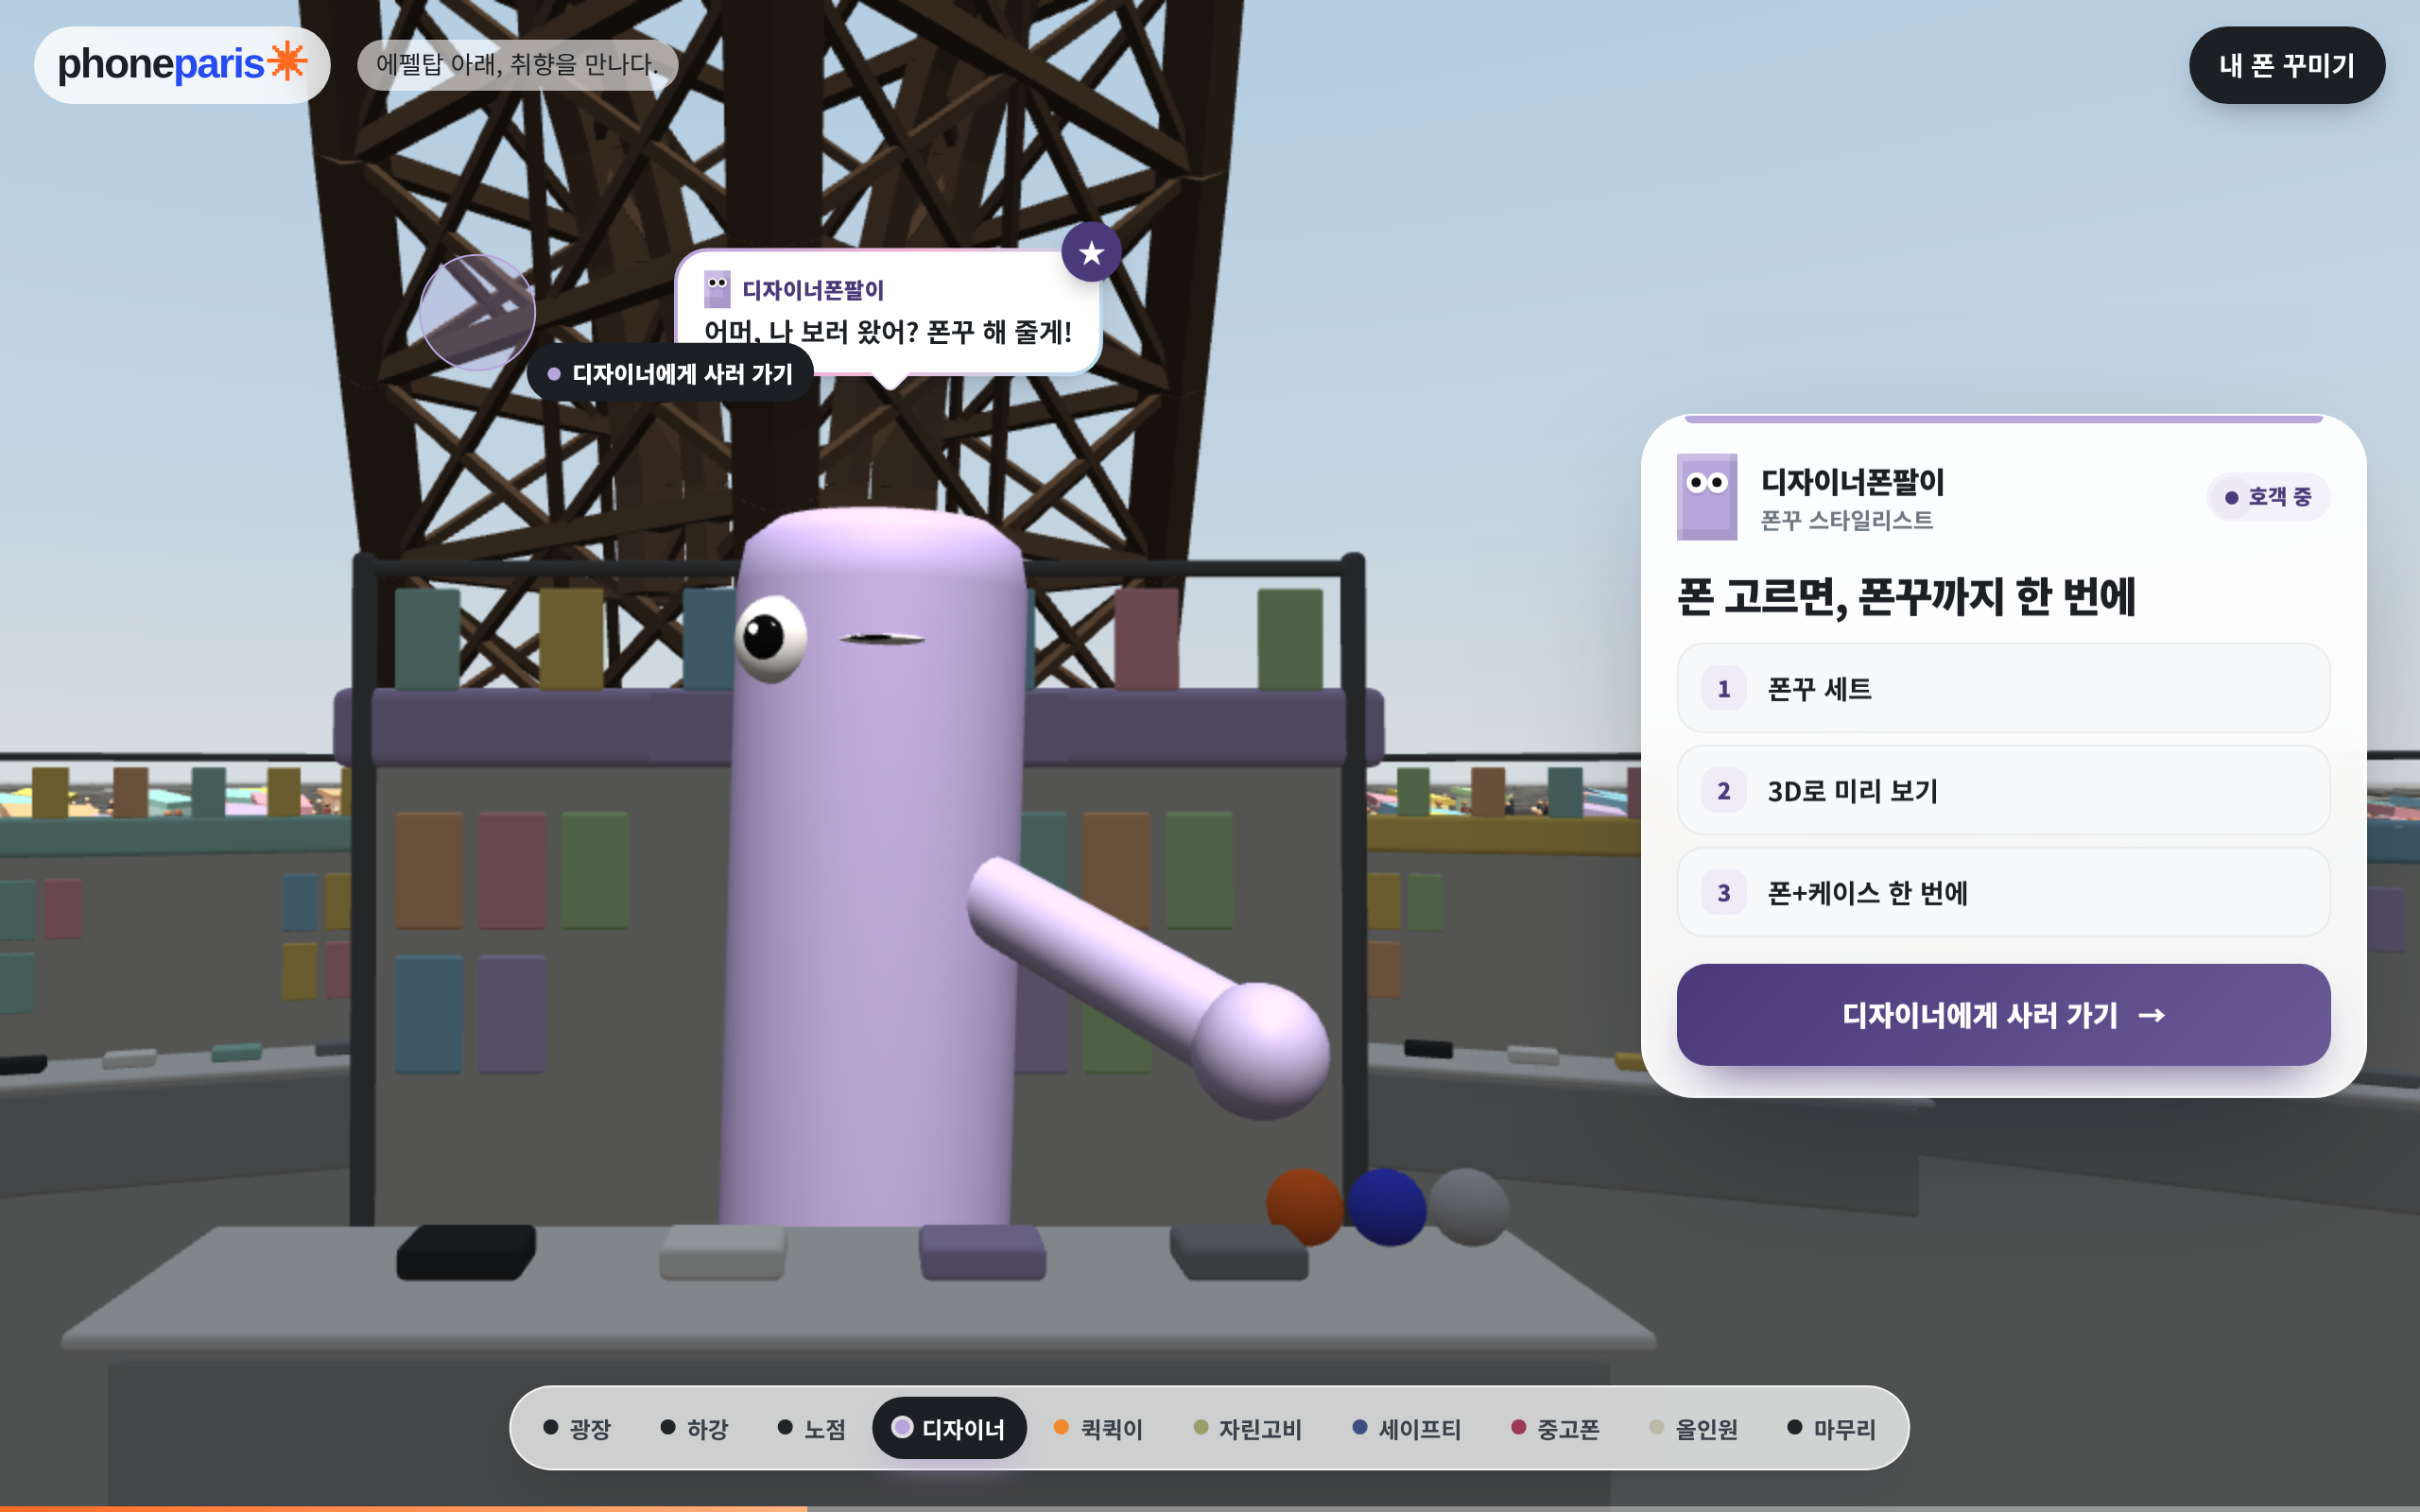 phoneparis
에펠탑 아래, 취향을 만나다.
내 폰 꾸미기
디자이너폰팔이
어머, 나 보러 왔어? 폰꾸 해 줄게!
디자이너에게 사러 가기
디자이너폰팔이
폰꾸 스타일리스트
호객 중
폰 고르면, 폰꾸까지 한 번에
1 폰꾸 세트
2 3D로 미리 보기
3 폰+케이스 한 번에
디자이너에게 사러 가기 →
광장 하강 노점 디자이너 퀵퀵이 자린고비 세이프티 중고폰 올인원 마무리